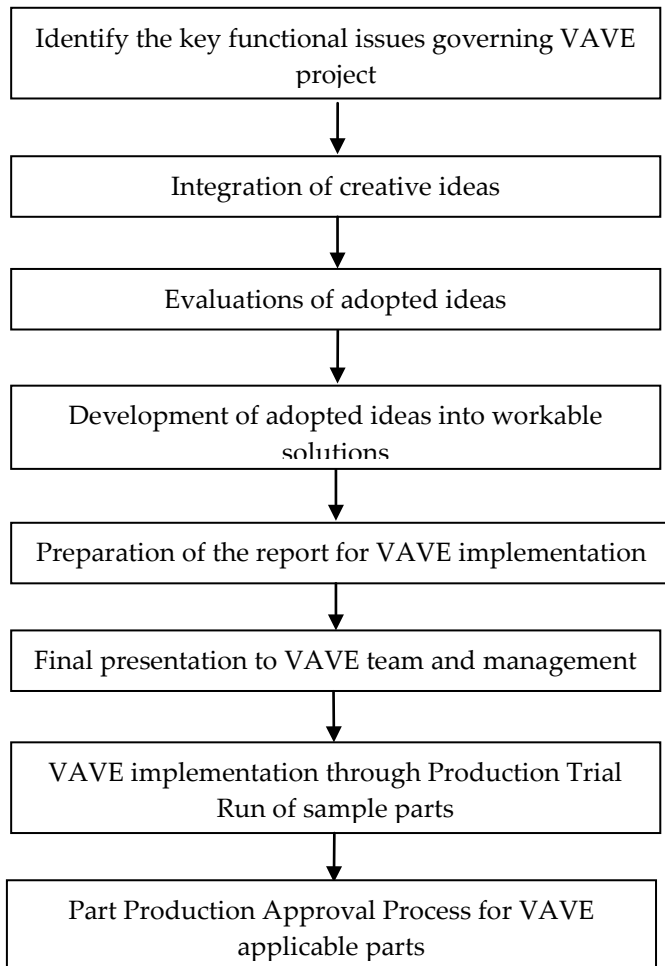 Identify the key functional issues governing VAVE
project
Integration of creative ideas
Evaluations of adopted ideas
Development of adopted ideas into workable
solutions
Preparation of the report for VAVE implementation
Final presentation to VAVE team and management
VAVE implementation through Production Trial
Run of sample parts
Part Production Approval Process for VAVE
applicable parts